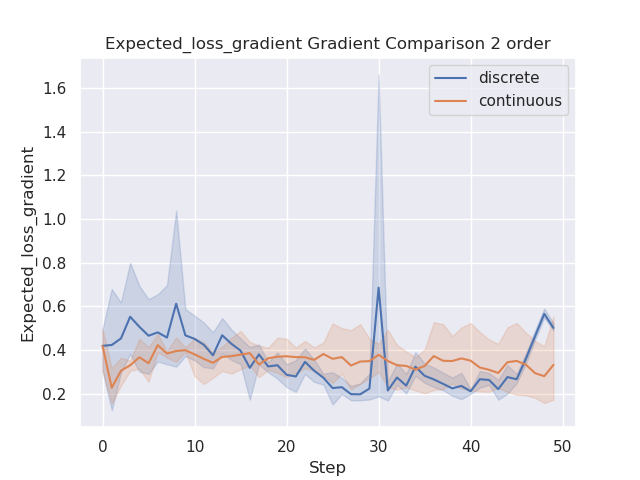 Expected_loss_gradient Gradient Comparison 2 order
discrete
continuous
Expected_loss_gradient
1.6
1.4
1.2
1.0
0.8
0.6
0.4
0.2
0
10
20
30
40
50
Step